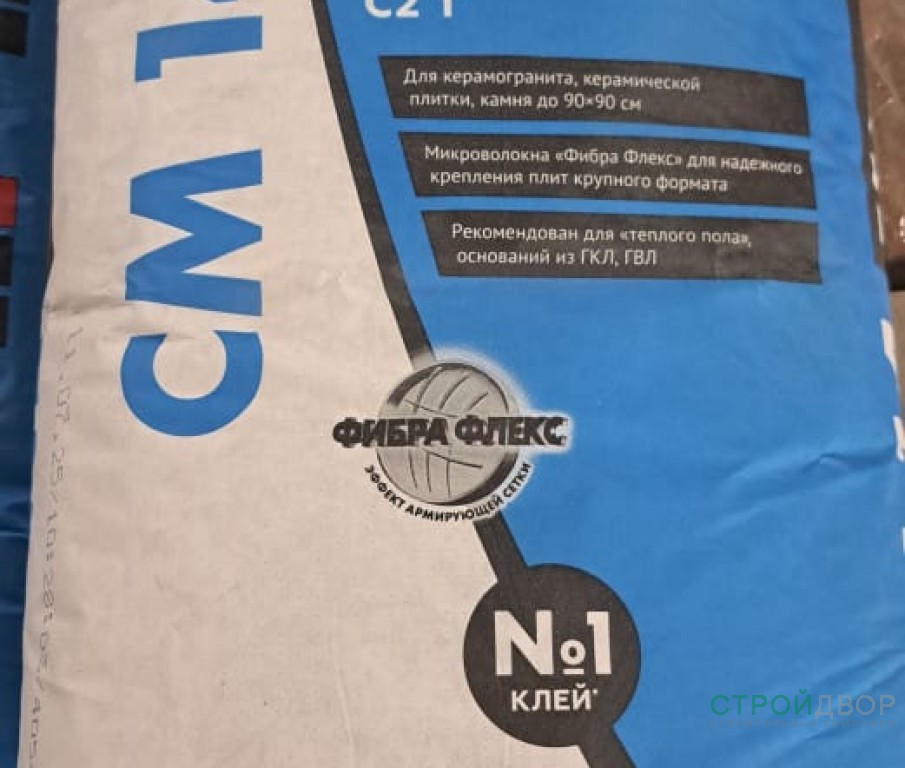 C2 T
Для керамогранита, керамической
плитки, камня до 90×90 см
Микроволокна «Фибра Флекс» для надежного
крепления плит крупного формата
Рекомендован для «теплого пола»,
оснований из ГКЛ, ГВЛ
CM 1
ФИБРА ФЛЕКС
ЭФФЕКТ АРМИРУЮЩЕЙ СЕТКИ
№1
КЛЕЙ*
СТРОЙДВОР